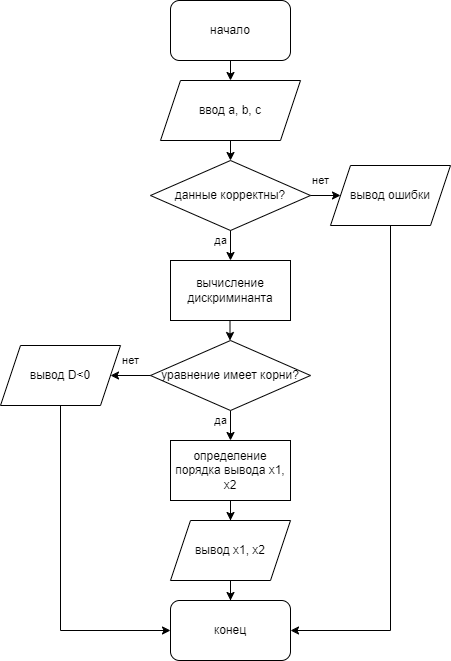 начало
ввод a, b, c
данные корректны?
нет
вывод ошибки
да
вычисление
дискриминанта
уравнение имеет корни?
нет
вывод D<0
да
определение
порядка вывода x1,
x2
вывод x1, x2
конец